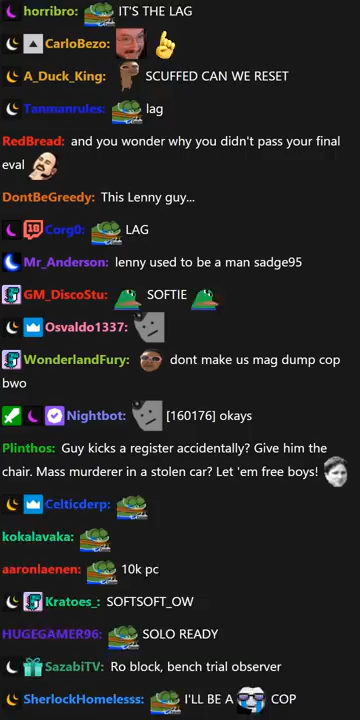 horribro: IT'S THE LAG
CarloBezo:
A_Duck_King: SCUFFED CAN WE RESET
Tanmanrules: lag
RedBread: and you wonder why you didn't pass your final
eval
DontBeGreedy: This Lenny guy...
10 Corg0: LAG
Mr_Anderson: lenny used to be a man sadge95
GM_DiscoStu: SOFTIE
Osvaldo1337:
WonderlandFury: dont make us mag dump cop
bwo
Nightbot: [160176] okays
Plinthos: Guy kicks a register accidentally? Give him the
chair. Mass murderer in a stolen car? Let 'em free boys!
Celticderp:
kokalavaka:
aaronlaenen: 10k pc
Kratoes_: SOFTSOFT_OW
HUGEGAMER96: SOLO READY
SazabiTV: Ro block, bench trial observer
SherlockHomelesss: I'LL BE A COP